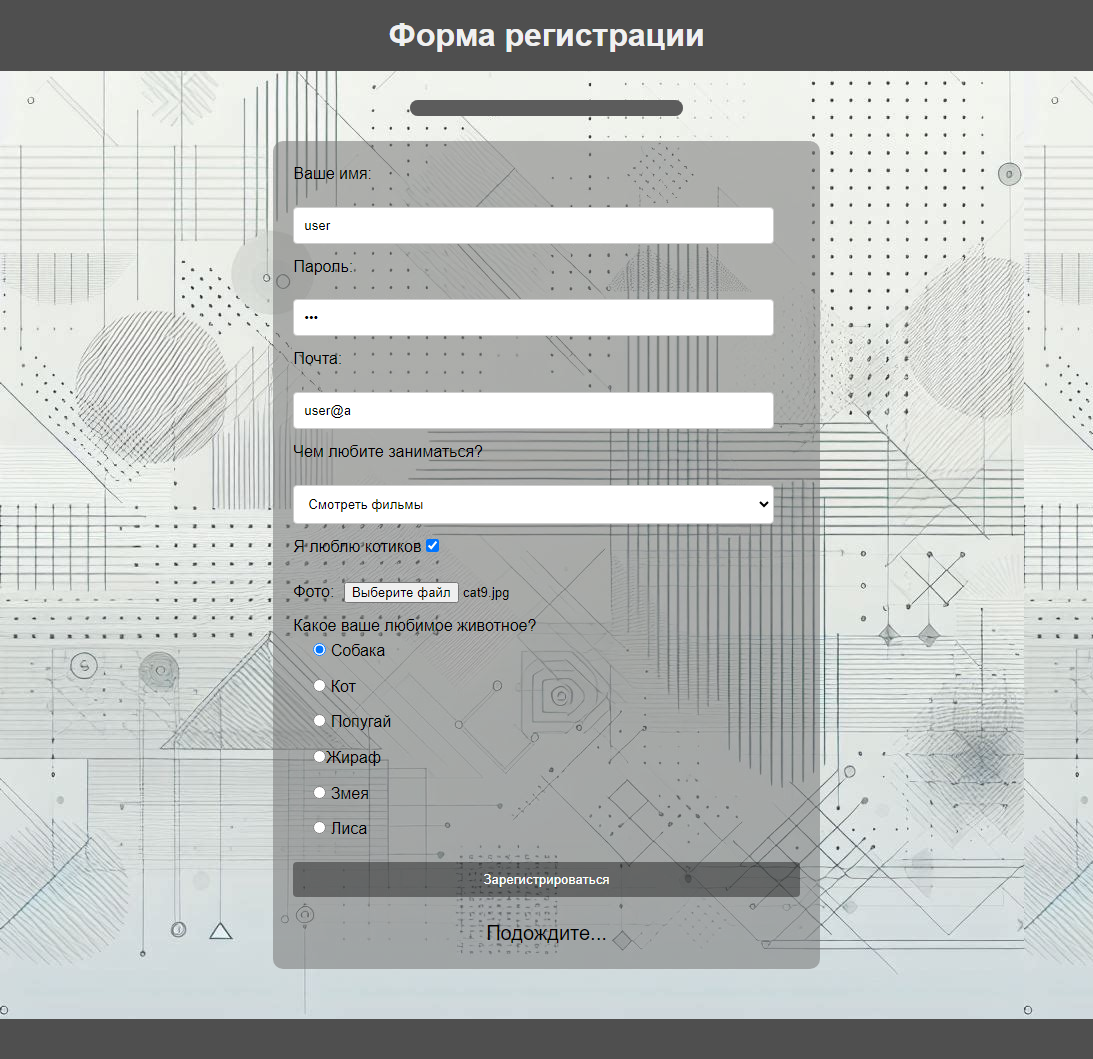 Форма регистрации
Ваше имя:
user
Пароль:
•••
Почта:
user@a
Чем любите заниматься?
Смотреть фильмы
Я люблю котиков
Фото: Выберите файл cat9.jpg
Какое ваше любимое животное?
Собака
Кот
Попугай
Жираф
Змея
Лиса
Зарегистрироваться
Подождите...